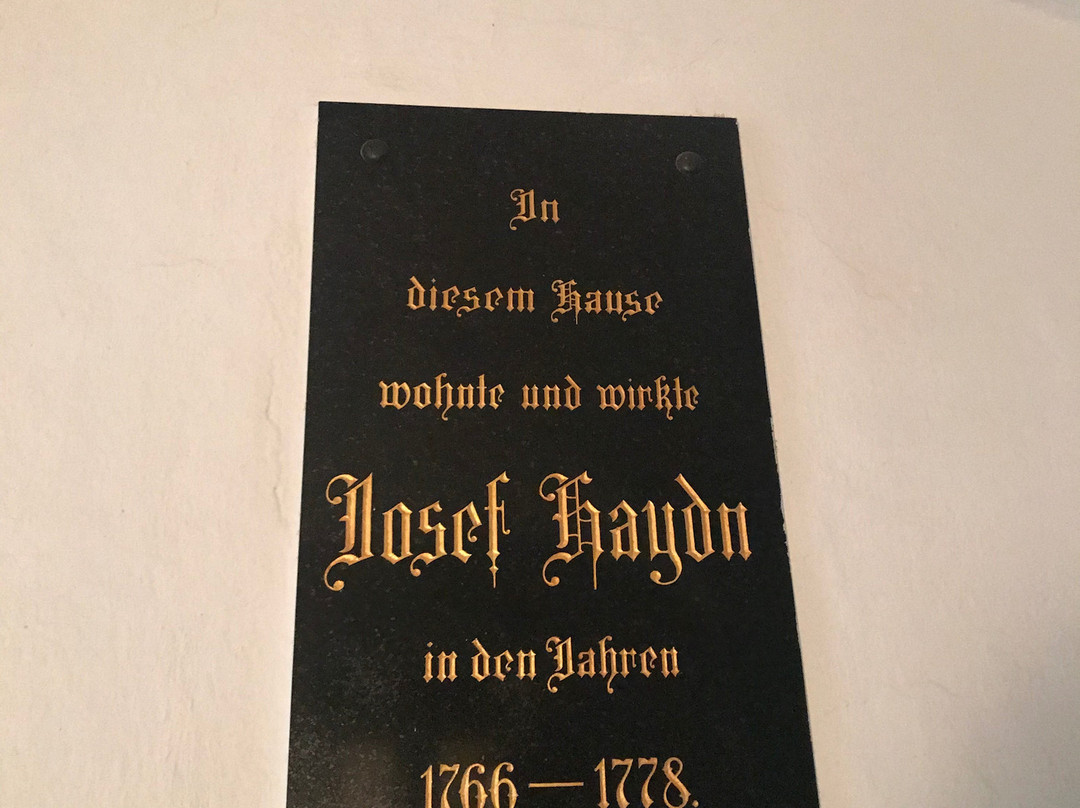 In
diesem Hause
wohnte und wirkte
Josef Haydn
in den Jahren
1766 — 1778.